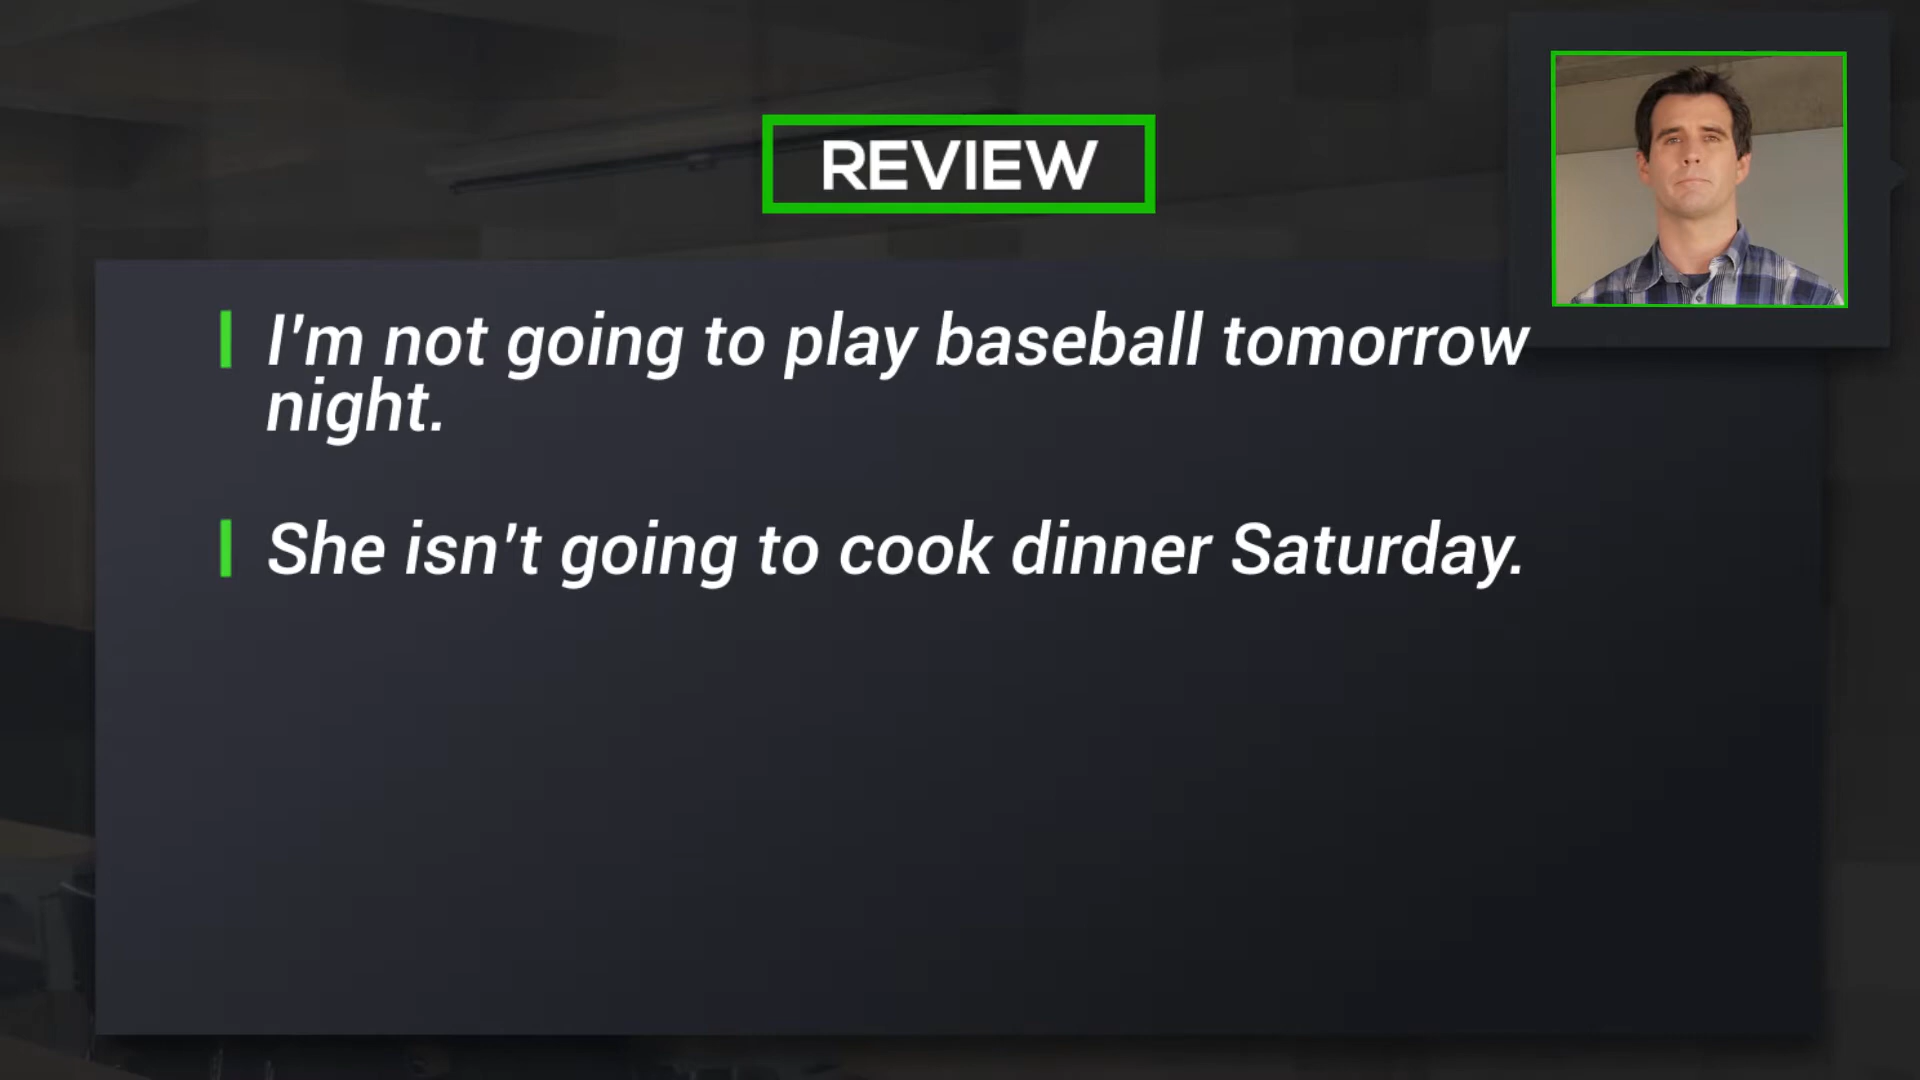 REVIEW
I'm not going to play baseball tomorrow
night.
She isn't going to cook dinner Saturday.